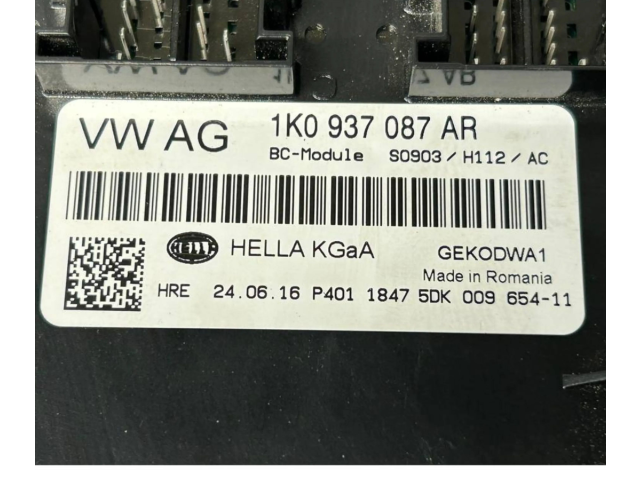 VW AG
1K0 937 087 AR
BC-Module S0903 / H112 / AC
HELLA
HELLA KGaA
GEKODWA1
Made in Romania
HRE 24.06.16 P401 1847 5DK 009 654-11